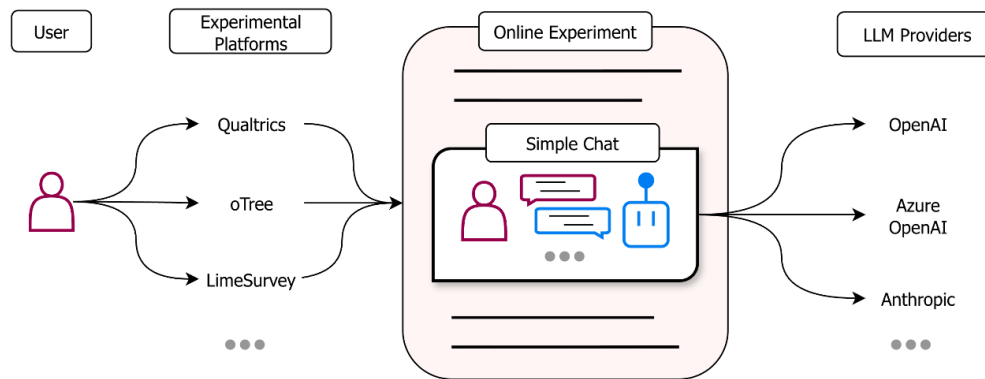 User
Experimental
Platforms
Online Experiment
LLM Providers
Qualtrics
oTree
LimeSurvey
Simple Chat
OpenAI
Azure
OpenAI
Anthropic